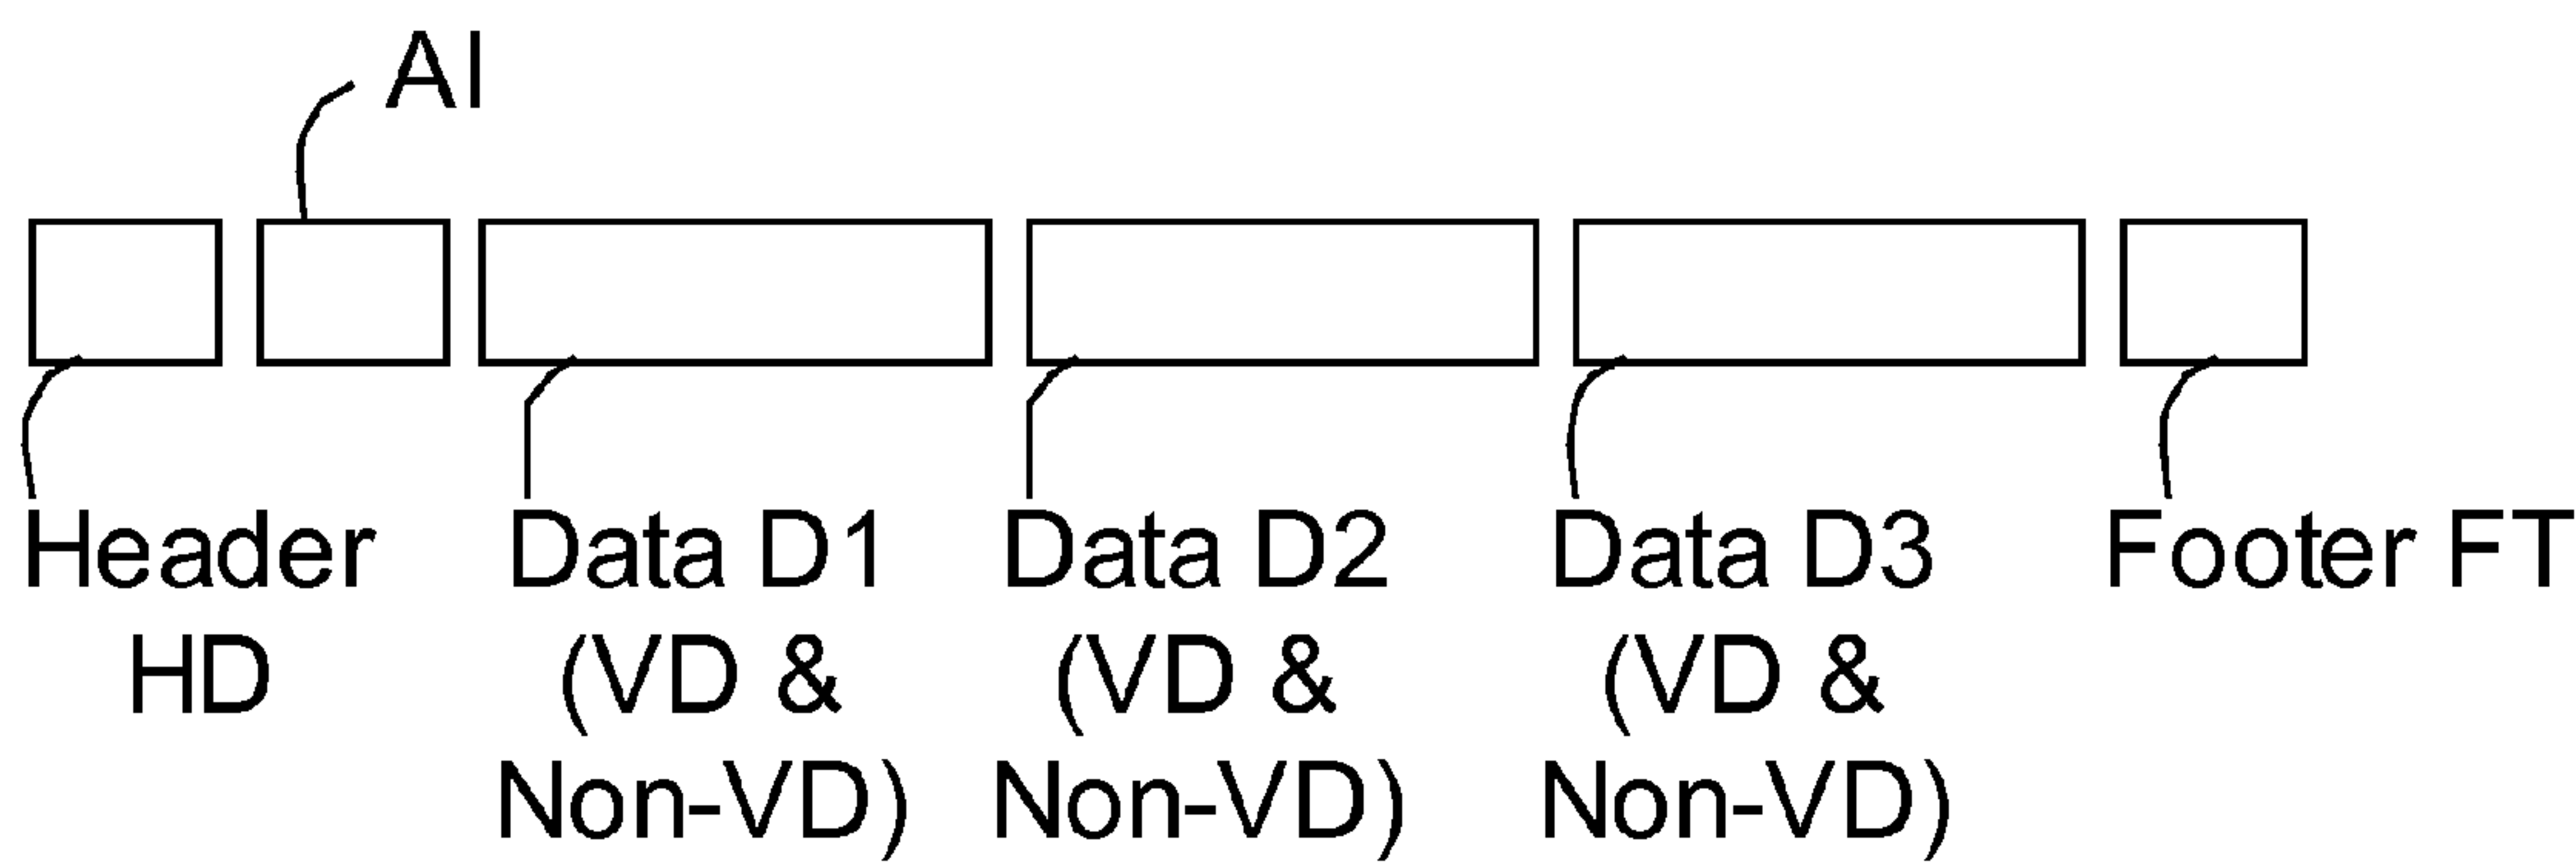 AI
Header
HD
Data D1
(VD &
Non-VD)
Data D2
(VD &
Non-VD)
Data D3
(VD &
Non-VD)
Footer FT